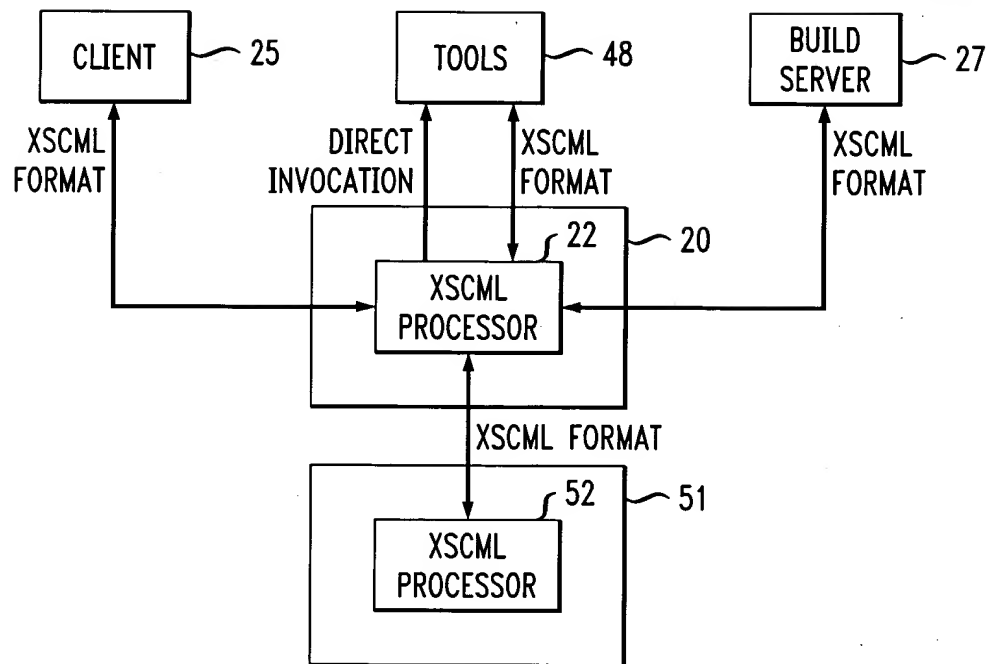 CLIENT
25
TOOLS
48
BUILD
SERVER
27
XSCML
FORMAT
DIRECT
INVOCATION
XSCML
FORMAT
XSCML
FORMAT
22
20
XSCML
PROCESSOR
XSCML FORMAT
52
51
XSCML
PROCESSOR